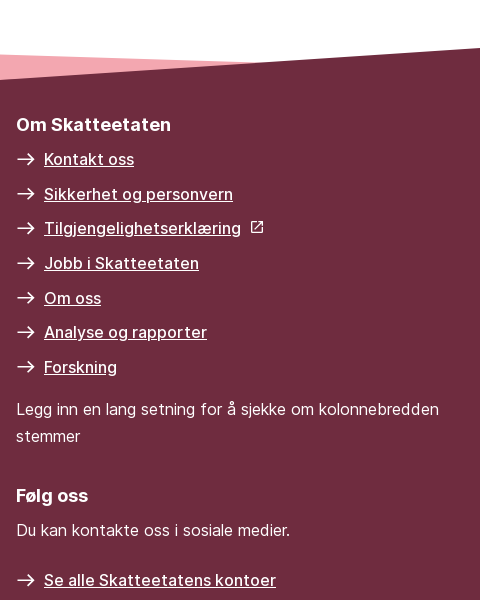 Om Skatteetaten
Kontakt oss
Sikkerhet og personvern
Tilgjengelighetserklæring
Jobb i Skatteetaten
Om oss
Analyse og rapporter
Forskning
Legg inn en lang setning for å sjekke om kolonnebredden
stemmer
Følg oss
Du kan kontakte oss i sosiale medier.
Se alle Skatteetatens kontoer